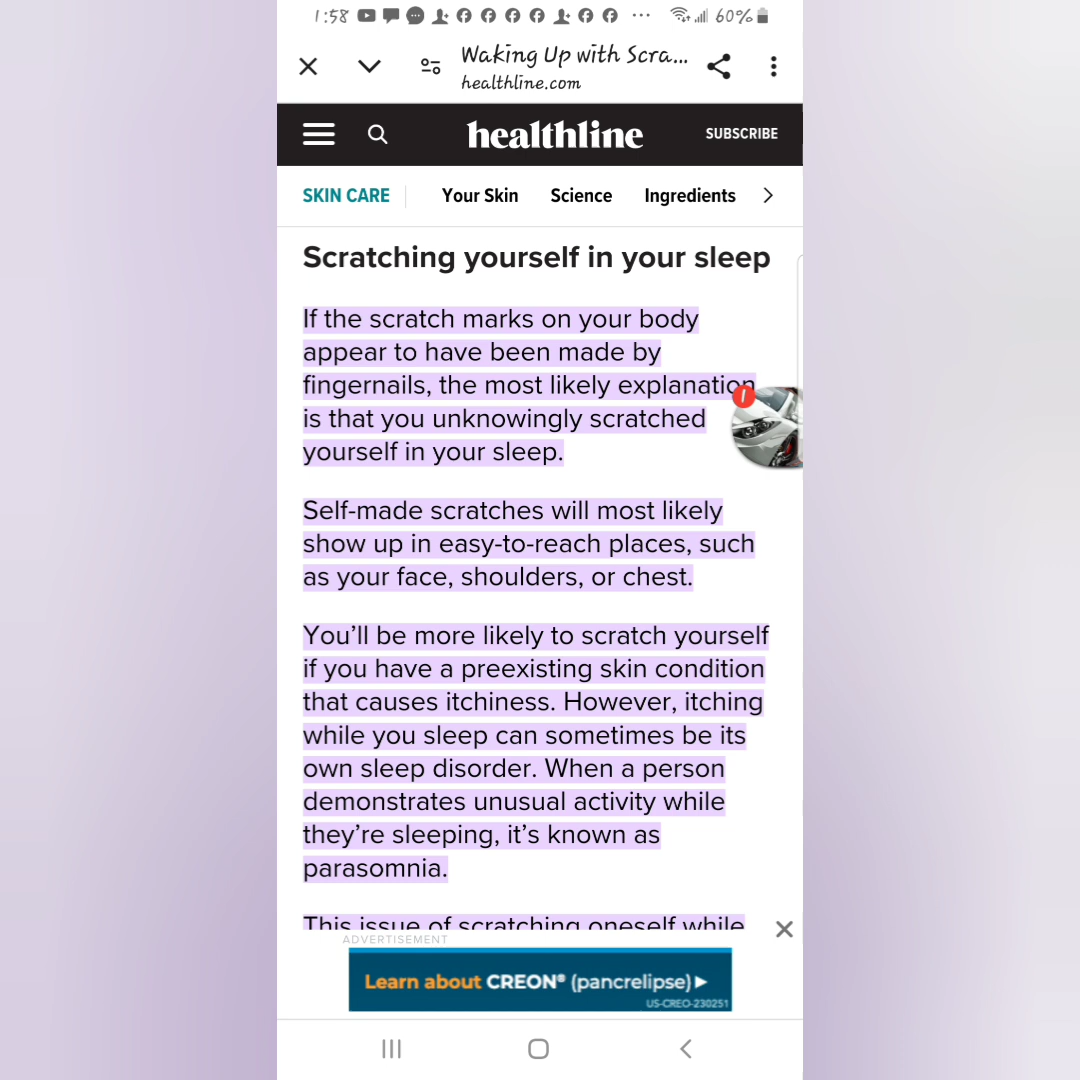 1:58 60%
Waking Up with Scra...
healthline.com
healthline
SUBSCRIBE
SKIN CARE Your Skin Science Ingredients
Scratching yourself in your sleep
If the scratch marks on your body
appear to have been made by
fingernails, the most likely explanation
is that you unknowingly scratched
yourself in your sleep.
Self-made scratches will most likely
show up in easy-to-reach places, such
as your face, shoulders, or chest.
You’ll be more likely to scratch yourself
if you have a preexisting skin condition
that causes itchiness. However, itching
while you sleep can sometimes be its
own sleep disorder. When a person
demonstrates unusual activity while
they’re sleeping, it’s known as
parasomnia.
This issue of scratching oneself while
ADVERTISEMENT
Learn about CREON® (pancrelipse)
US-CREO-230251